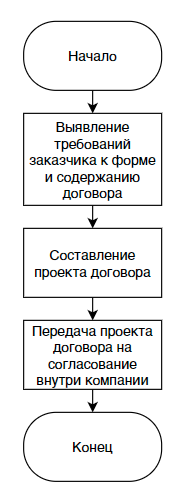 Начало
Выявление
требований
заказчика к форме
и содержанию
договора
Составление
проекта договора
Передача проекта
договора на
согласование
внутри компании
Конец